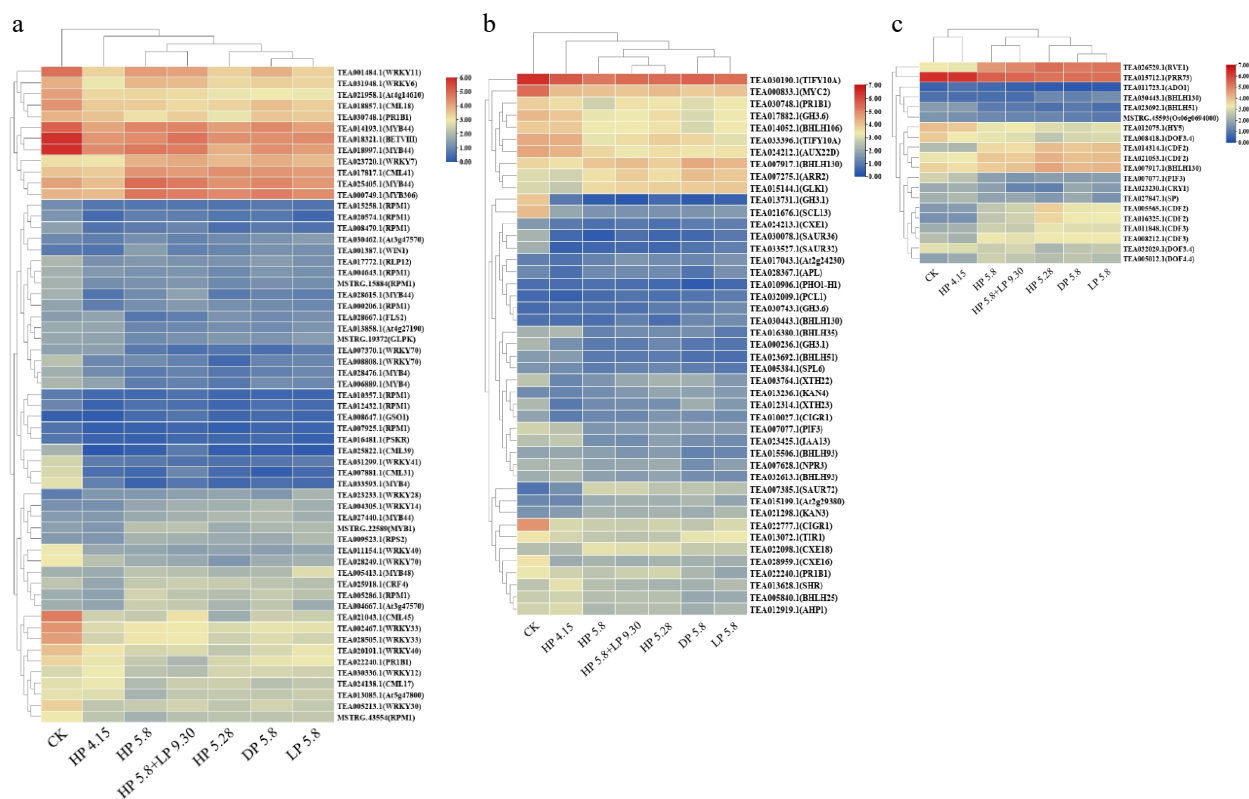 a
TEA001484.1(WRKY11)
TEA031948.1(WRKY6)
TEA021958.1(At4g14610)
TEA018857.1(CML18)
TEA030748.1(PR1B1)
TEA014193.1(MYB44)
TEA018321.1(BETVIII)
TEA018997.1(MYB44)
TEA023720.1(WRKY7)
TEA017817.1(CML41)
TEA025405.1(MYB44)
TEA000749.1(MYB306)
TEA015258.1(RPM1)
TEA020574.1(RPM1)
TEA008479.1(RPM1)
TEA030462.1(At3g47570)
TEA001387.1(WIN1)
TEA017772.1(RLP12)
TEA004643.1(RPM1)
MSTRG.15884(RPM1)
TEA028615.1(MYB44)
TEA000206.1(RPM1)
TEA028667.1(FLS2)
TEA013858.1(At4g27190)
MSTRG.19372(GLPK)
TEA007370.1(WRKY70)
TEA008808.1(WRKY70)
TEA028476.1(MYB4)
TEA006889.1(MYB4)
TEA010357.1(RPM1)
TEA012432.1(RPM1)
TEA008647.1(GSO1)
TEA007925.1(RPM1)
TEA016481.1(PSKR)
TEA025822.1(CML39)
TEA031299.1(WRKY41)
TEA007881.1(CML31)
TEA033593.1(MYB4)
TEA023233.1(WRKY28)
TEA004305.1(WRKY14)
TEA027440.1(MYB44)
MSTRG.22589(MYB1)
TEA009523.1(RPS2)
TEA011154.1(WRKY40)
TEA028249.1(WRKY70)
TEA005413.1(MYB48)
TEA025918.1(CRF4)
TEA005286.1(RPM1)
TEA004667.1(At3g47570)
TEA021043.1(CML45)
TEA002467.1(WRKY33)
TEA028505.1(WRKY33)
TEA020191.1(WRKY40)
TEA022240.1(PR1B1)
TEA030336.1(WRKY12)
TEA024138.1(CML17)
TEA013085.1(At5g47800)
TEA005213.1(WRKY30)
MSTRG.43554(RPM1)
6.00
5.00
4.00
3.00
2.00
1.00
0.00
CK
HP 4.15
HP 5.8
HP 5.8+LP 9.30
HP 5.28
DP 5.8
LP 5.8
b
TEA030190.1(TIFY10A)
TEA000833.1(MYC2)
TEA030748.1(PR1B1)
TEA017882.1(GH3.6)
TEA014052.1(BHLH106)
TEA033396.1(TIFY10A)
TEA024212.1(AUX22D)
TEA007917.1(BHLH130)
TEA007275.1(ARR2)
TEA015144.1(GLK1)
TEA013731.1(GH3.1)
TEA021676.1(SCL13)
TEA024213.1(CXE1)
TEA030078.1(SAUR36)
TEA033527.1(SAUR32)
TEA017043.1(At2g24230)
TEA028367.1(APL)
TEA010906.1(PHO1-H1)
TEA032009.1(PCL1)
TEA030743.1(GH3.6)
TEA030443.1(BHLH130)
TEA016380.1(BHLH35)
TEA000236.1(GH3.1)
TEA023692.1(BHLH51)
TEA005384.1(SPL6)
TEA003764.1(XTH22)
TEA013236.1(KAN4)
TEA012314.1(XTH23)
TEA010027.1(CIGR1)
TEA007077.1(PIF3)
TEA023425.1(IAA13)
TEA015506.1(BHLH93)
TEA007628.1(NPR3)
TEA032613.1(BHLH93)
TEA007385.1(SAUR72)
TEA015199.1(At2g29380)
TEA021298.1(KAN3)
TEA022777.1(CIGR1)
TEA013072.1(TIR1)
TEA022098.1(CXE18)
TEA028959.1(CXE16)
TEA022240.1(PR1B1)
TEA013628.1(SHR)
TEA005840.1(BHLH25)
TEA012919.1(AHP1)
7.00
6.00
5.00
4.00
3.00
2.00
1.00
0.00
CK
HP 4.15
HP 5.8
HP 5.8+LP 9.30
HP 5.28
DP 5.8
LP 5.8
c
TEA026529.1(RVE1)
TEA015712.1(PRR73)
TEA011723.1(ADO1)
TEA030443.1(BHLH130)
TEA023692.1(BHLH51)
MSTRG.45595(Os06g0694000)
TEA012075.1(HY5)
TEA008418.1(DOF3.4)
TEA014314.1(CDF2)
TEA021053.1(CDF2)
TEA007917.1(BHLH130)
TEA007077.1(PIF3)
TEA023230.1(CRY1)
TEA027847.1(SP)
TEA005565.1(CDF2)
TEA016325.1(CDF2)
TEA011848.1(CDF3)
TEA008212.1(CDF3)
TEA032029.1(DOF3.4)
TEA005012.1(DOF4.4)
7.00
6.00
5.00
4.00
3.00
2.00
1.00
0.00
CK
HP 4.15
HP 5.8
HP 5.8+LP 9.30
HP 5.28
DP 5.8
LP 5.8